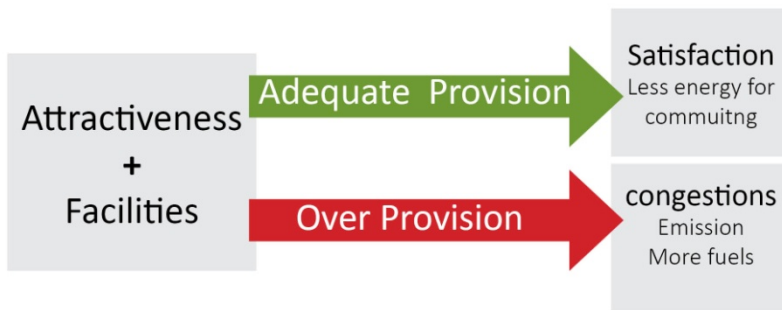 Attractiveness
+
Facilities
Adequate Provision
Over Provision
Satisfaction
Less energy for
commuitng
congestions
Emission
More fuels